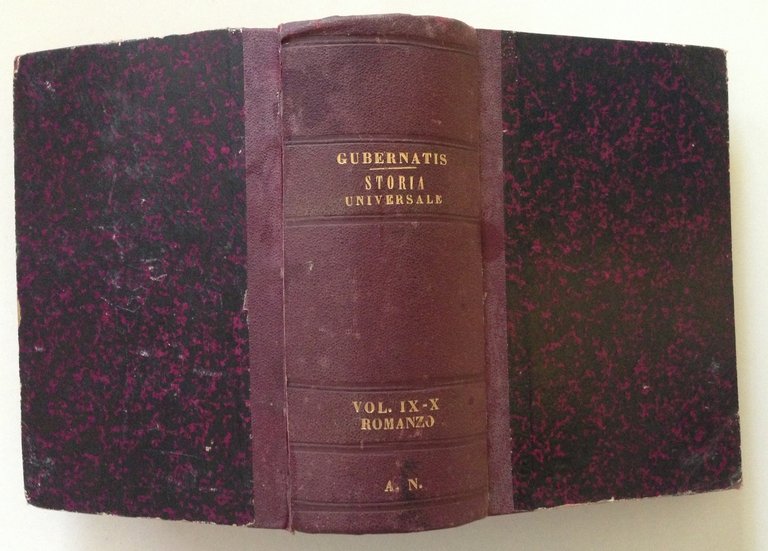 GUBERNATIS
STORIA
UNIVERSALE
VOL. IX-X
ROMANZO
A. N.